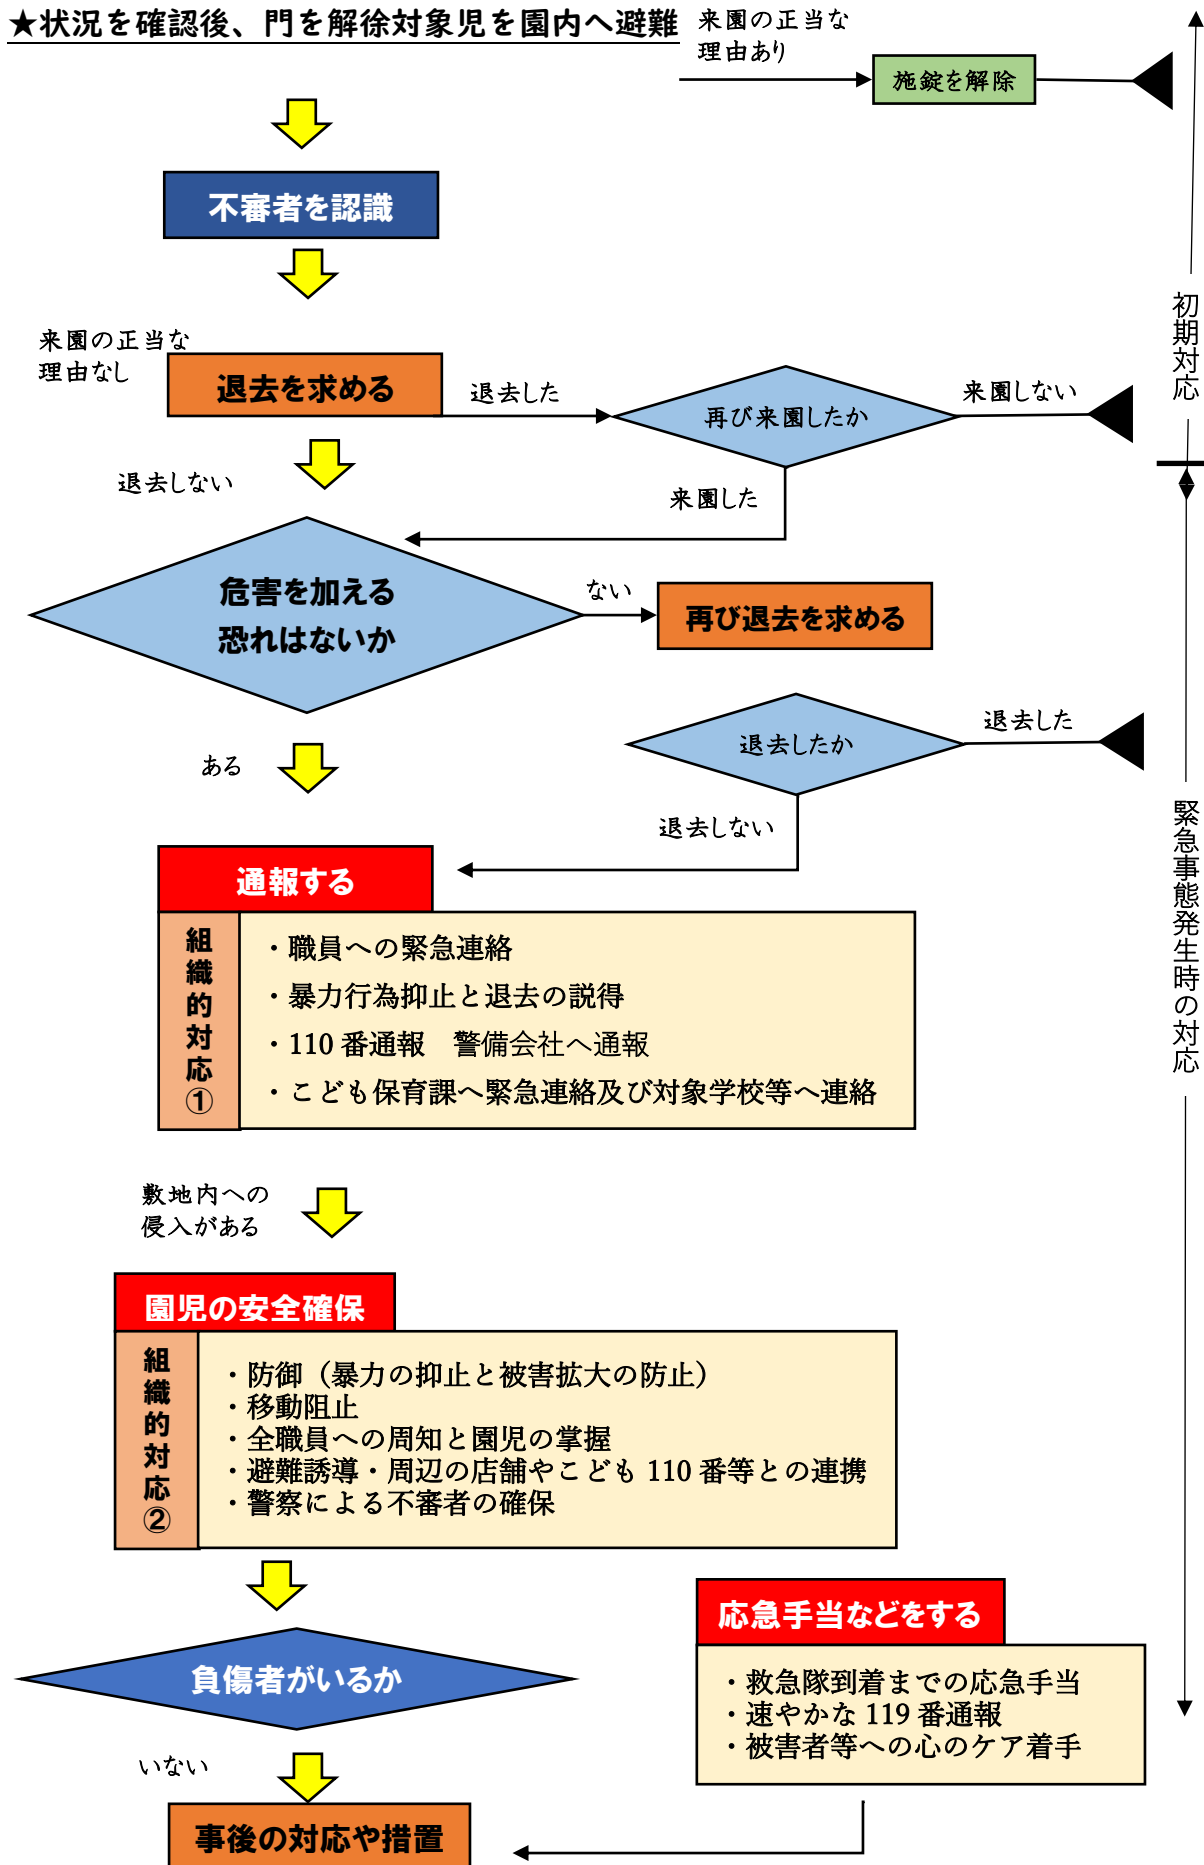 ★状況を確認後、門を解徐対象児を園内へ避難
来園の正当な
理由あり
施錠を解除
不審者を認識
初期対応
来園の正当な
理由なし
退去を求める
退去した
再び来園したか
来園しない
退去しない
来園した
危害を加える
恐れはないか
ない
再び退去を求める
退去したか
退去した
ある
退去しない
緊急事態発生時の対応
通報する
組織的対応①
・職員への緊急連絡
・暴力行為抑止と退去の説得
・110 番通報　警備会社へ通報
・こども保育課へ緊急連絡及び対象学校等へ連絡
敷地内への
侵入がある
園児の安全確保
組織的対応②
・防御（暴力の抑止と被害拡大の防止）
・移動阻止
・全職員への周知と園児の掌握
・避難誘導・周辺の店舗やこども 110 番等との連携
・警察による不審者の確保
負傷者がいるか
応急手当などをする
・救急隊到着までの応急手当
・速やかな 119 番通報
・被害者等への心のケア着手
いない
事後の対応や措置